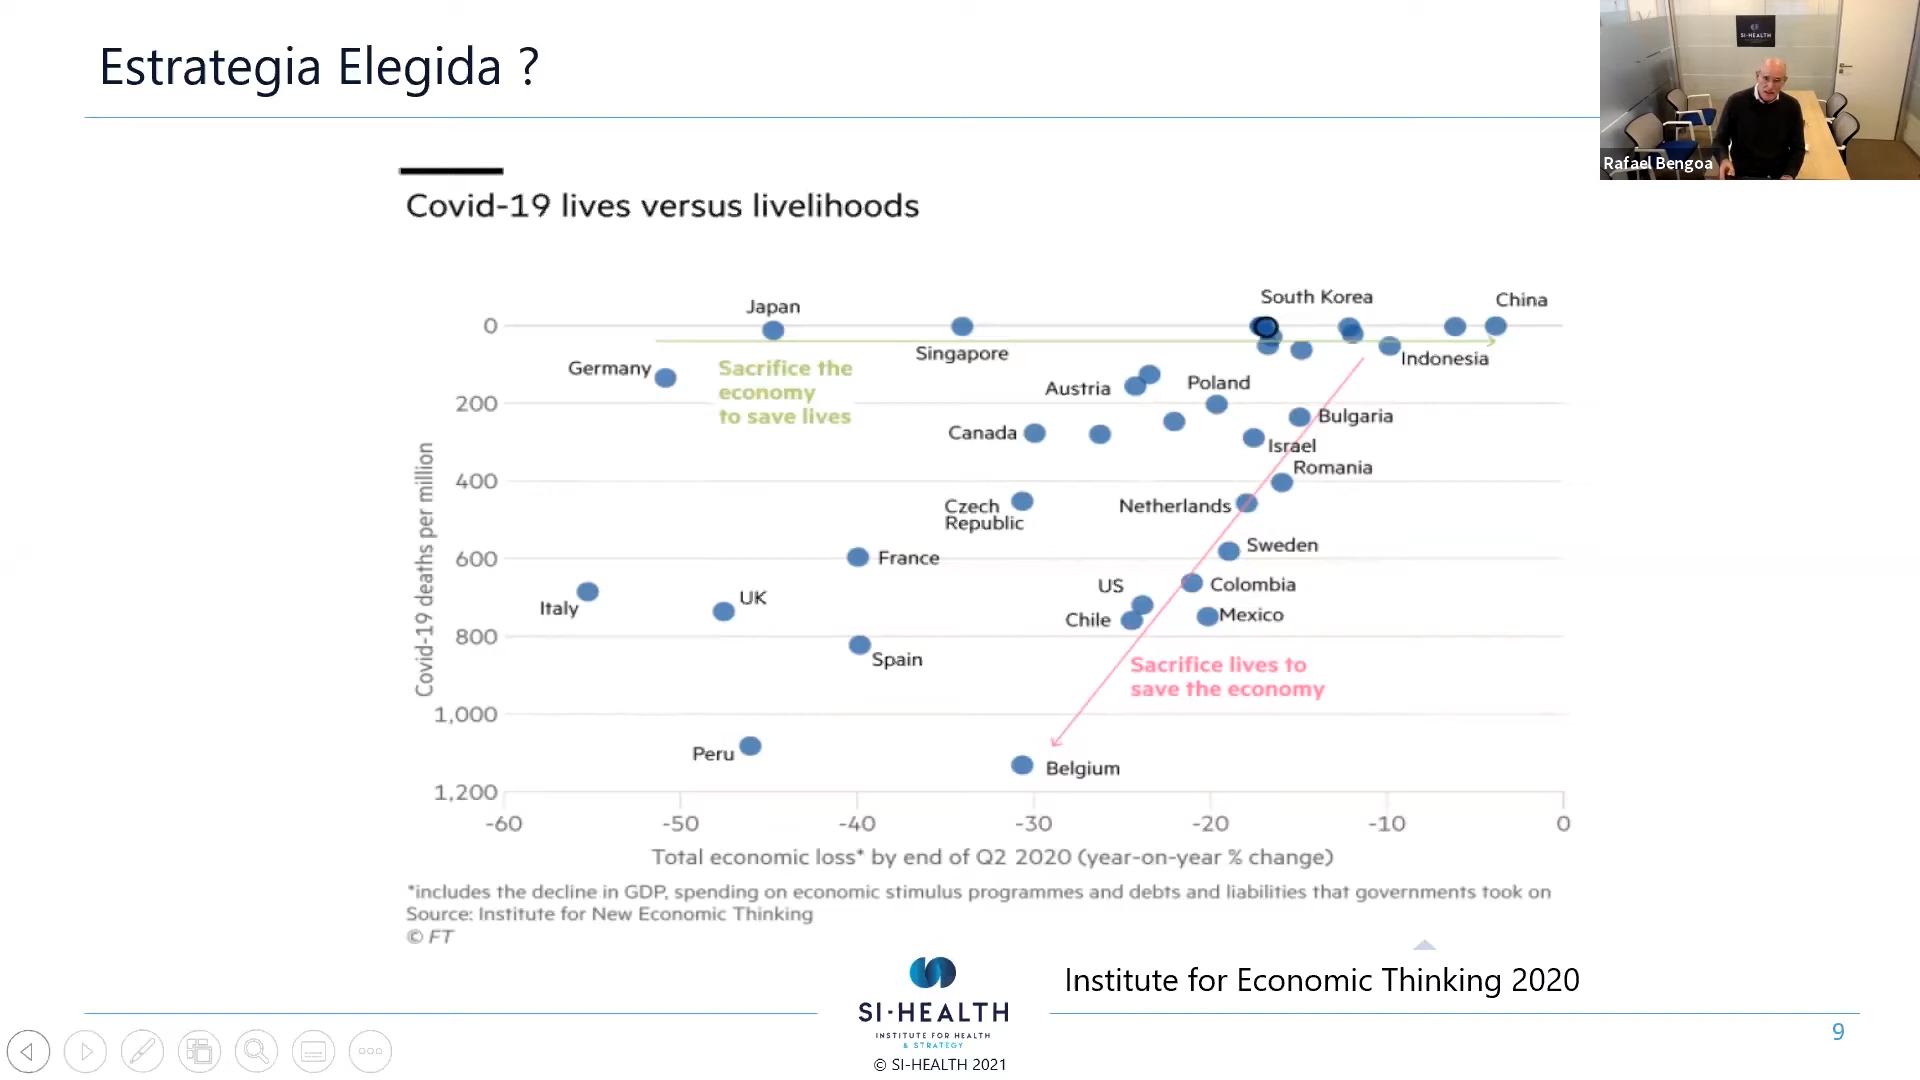 Estrategia Elegida ?
SI-HEALTH
Rafael Bengoa
Covid-19 lives versus livelihoods
Japan
South Korea
China
0
Singapore
Indonesia
Germany
Sacrifice the
economy
to save lives
Austria
Poland
200
Bulgaria
Canada
Israel
Romania
400
Czech
Republic
Netherlands
Sweden
600
France
US
Colombia
Italy
UK
Chile
Mexico
800
Spain
Sacrifice lives to
save the economy
1,000
Peru
Belgium
1,200
Covid-19 deaths per million
-60 -50 -40 -30 -20 -10 0
Total economic loss* by end of Q2 2020 (year-on-year % change)
*includes the decline in GDP, spending on economic stimulus programmes and debts and liabilities that governments took on
Source: Institute for New Economic Thinking
© FT
Institute for Economic Thinking 2020
SI-HEALTH
INSTITUTE FOR HEALTH
& STRATEGY
© SI-HEALTH 2021
9